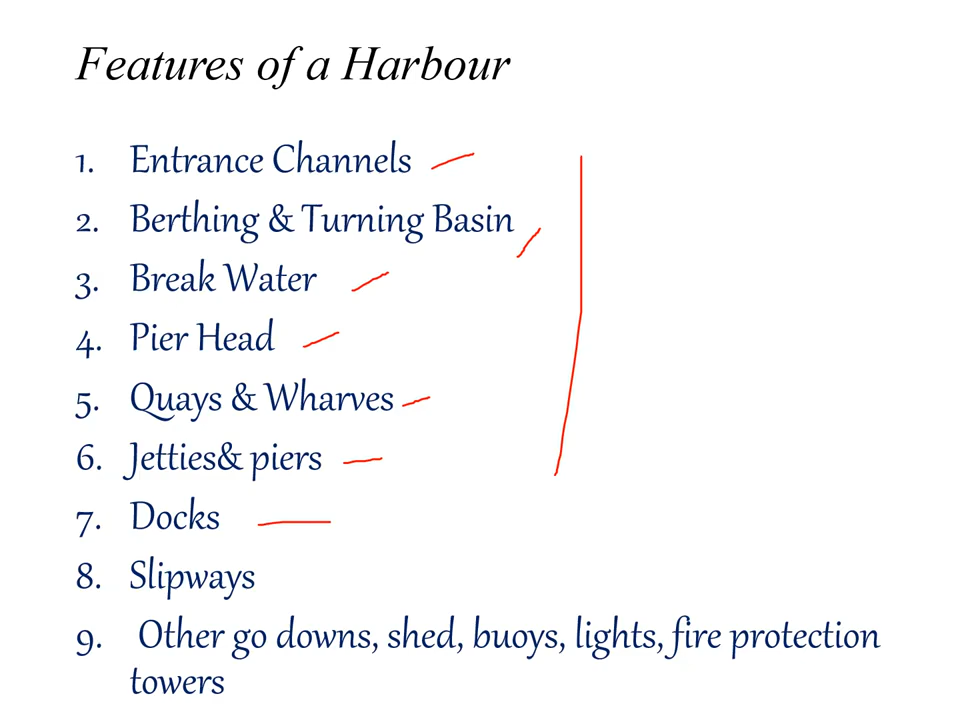 Features of a Harbour
1. Entrance Channels
2. Berthing & Turning Basin
3. Break Water
4. Pier Head
5. Quays & Wharves
6. Jetties& piers
7. Docks
8. Slipways
9. Other go downs, shed, buoys, lights, fire protection
towers